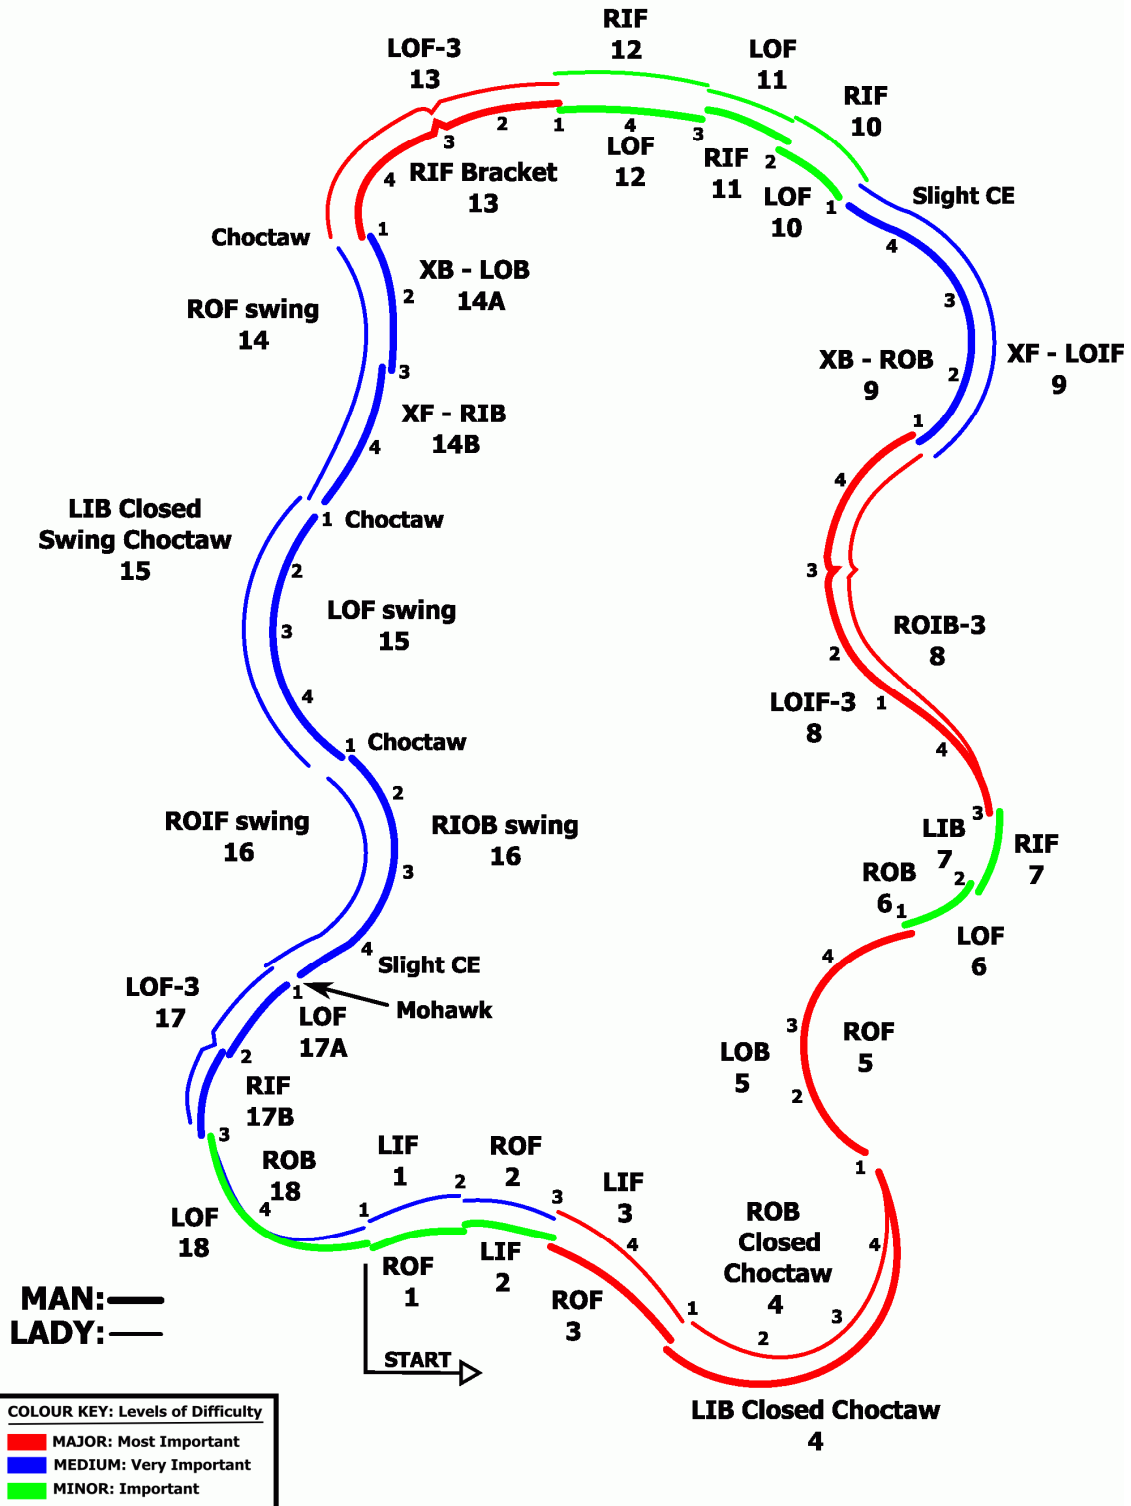 RIF
12
LOF-3
13
LOF
11
RIF
10
2
1
4
3
3
LOF
12
RIF
11
2
4
RIF Bracket
13
LOF
10
1
Slight CE
Choctaw
1
4
XB - LOB
14A
2
ROF swing
14
3
3
XB - ROB
9
2
XF - LOIF
9
XF - RIB
14B
4
1
4
LIB Closed
Swing Choctaw
15
1
Choctaw
2
3
LOF swing
15
3
ROIB-3
8
2
4
LOIF-3
8
1
1
Choctaw
4
2
ROIF swing
16
RIOB swing
16
3
LIB
7
RIF
7
3
ROB
6
2
1
LOF
6
4
Slight CE
4
LOF-3
17
1
Mohawk
LOF
17A
3
ROF
5
LOB
5
2
RIF
17B
2
3
LIF
1
ROF
2
1
ROB
18
4
LOF
18
1
2
3
LIF
3
4
ROB
Closed
Choctaw
4
4
ROF
1
LIF
2
ROF
3
1
2
3
MAN:
LADY:
START
LIB Closed Choctaw
4
COLOUR KEY: Levels of Difficulty
MAJOR: Most Important
MEDIUM: Very Important
MINOR: Important